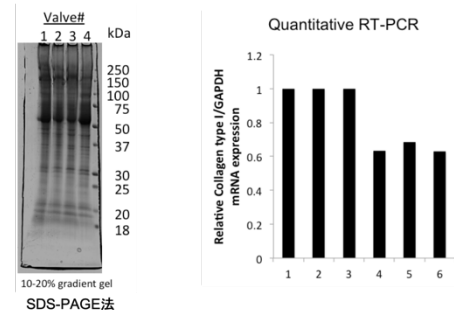 Valve#
1 2 3 4
kDa
250
150
100
75
50
37
30
25
20
18
10-20% gradient gel
SDS-PAGE法
Quantitative RT-PCR
Relative Collagen type I/GAPDH
mRNA expression
1.2
1
0.8
0.6
0.4
0.2
0
1 2 3 4 5 6